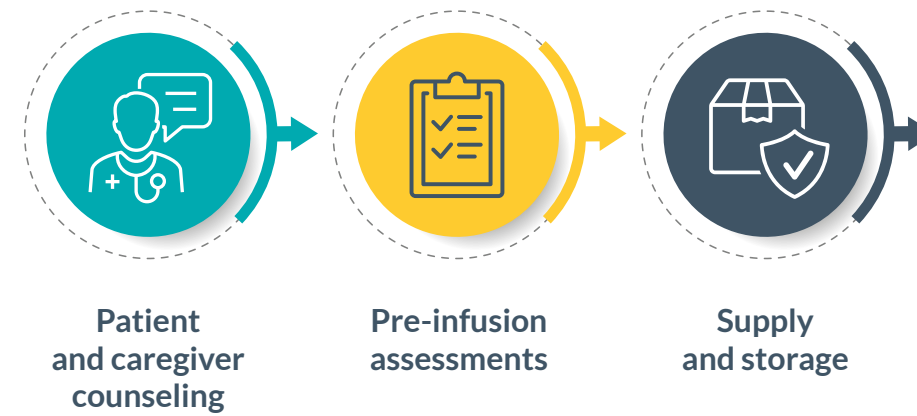 Patient
and caregiver
counseling
Pre-infusion
assessments
Supply
and storage